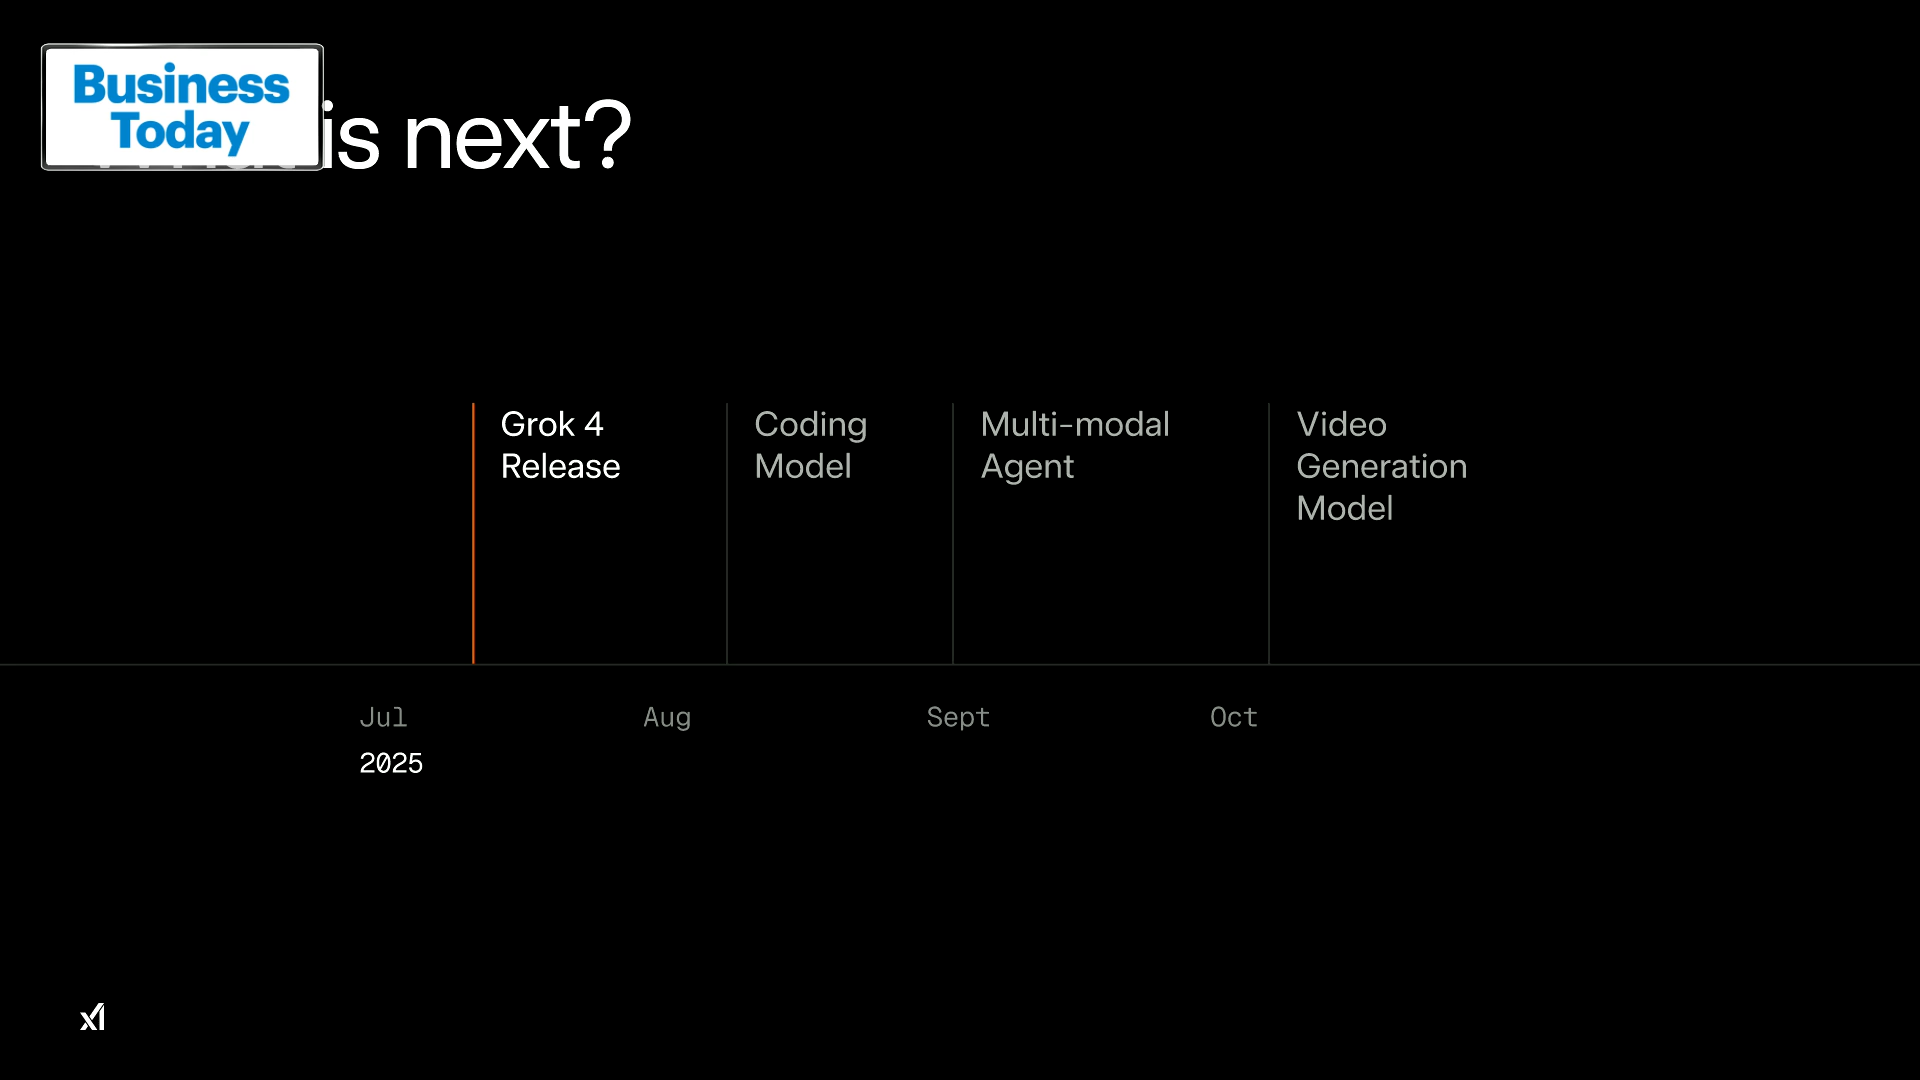 Business
Today
is next?
Grok 4
Release
Coding
Model
Multi-modal
Agent
Video
Generation
Model
Jul
Aug
Sept
Oct
2025
xI